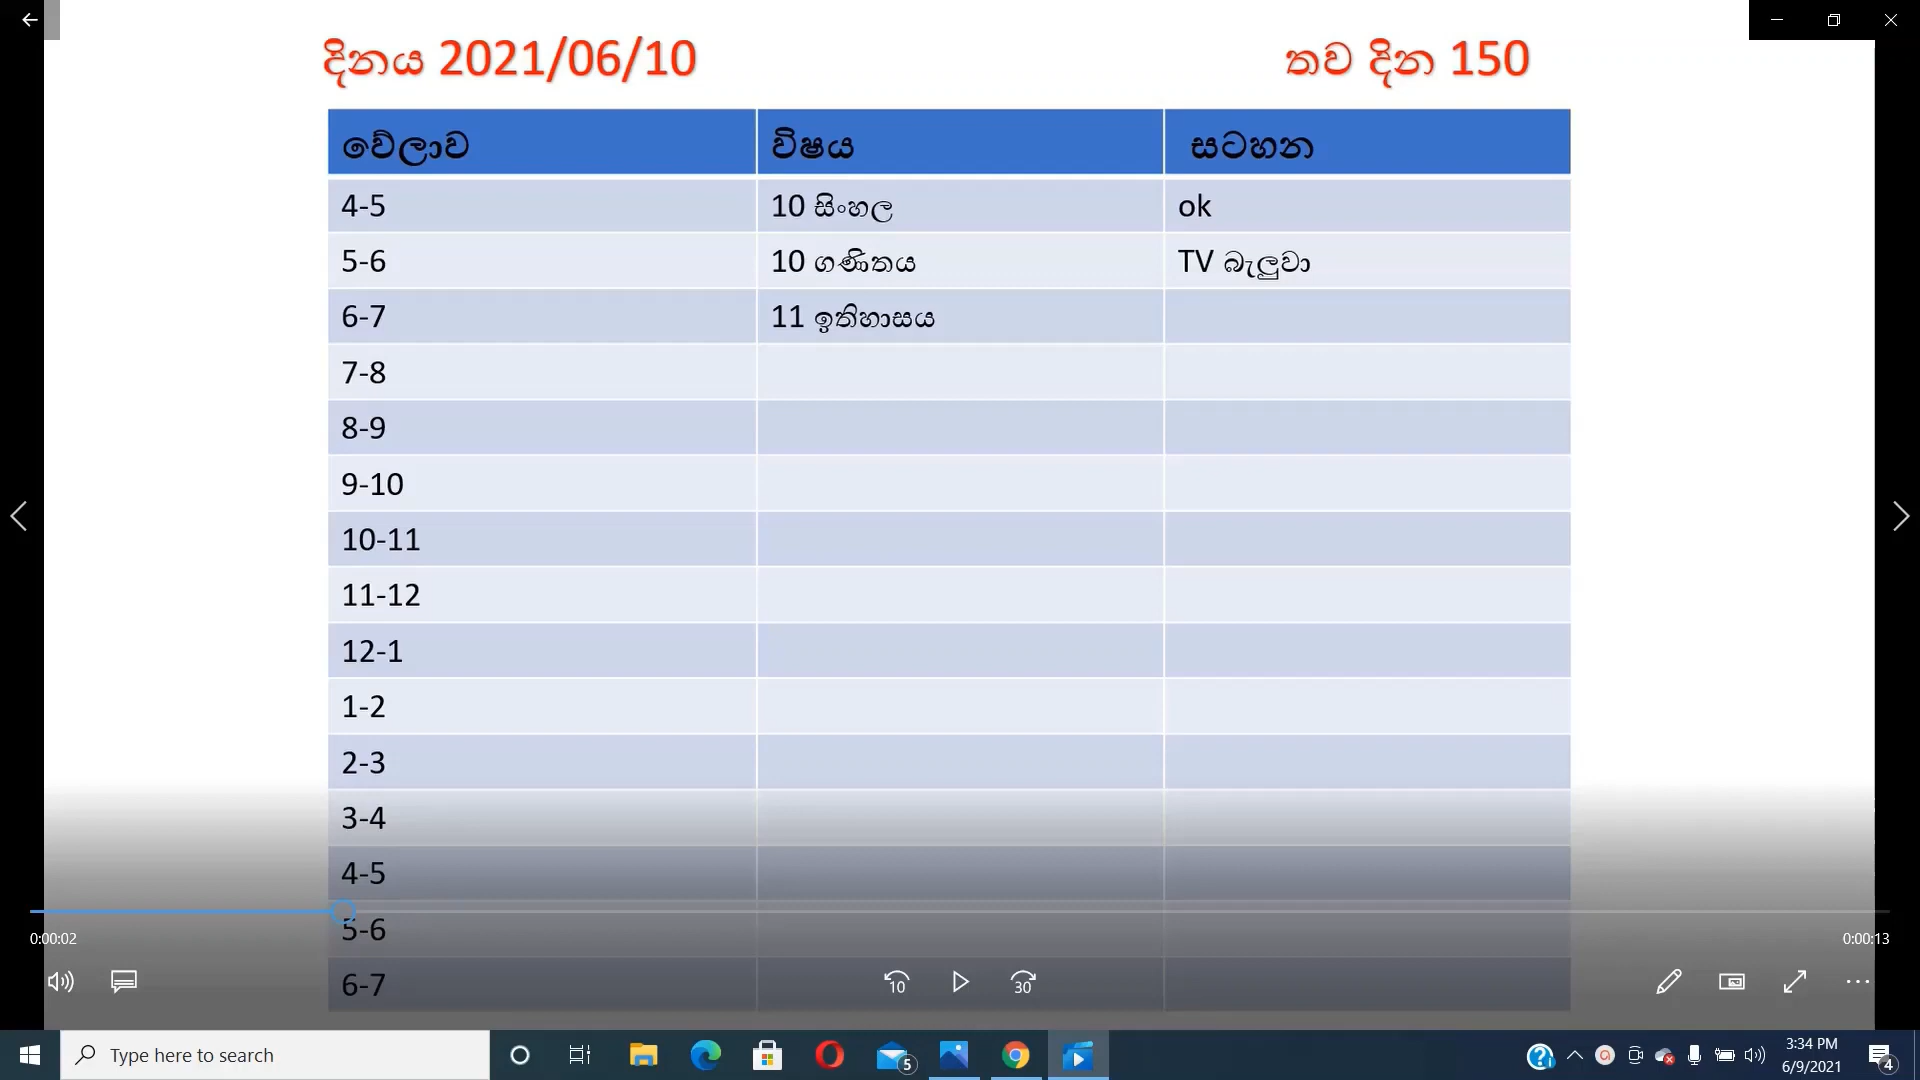 දිනය 2021/06/10
තව දින 150
වේලාව විෂය සටහන
4-5 10 සිංහල ok
5-6 10 ගණිතය TV බැලුවා
6-7 11 ඉතිහාසය
7-8
8-9
9-10
10-11
11-12
12-1
1-2
2-3
3-4
4-5
5-6
6-7
0:00:02
0:00:13
10
30
Type here to search
5
3:34 PM
6/9/2021
4